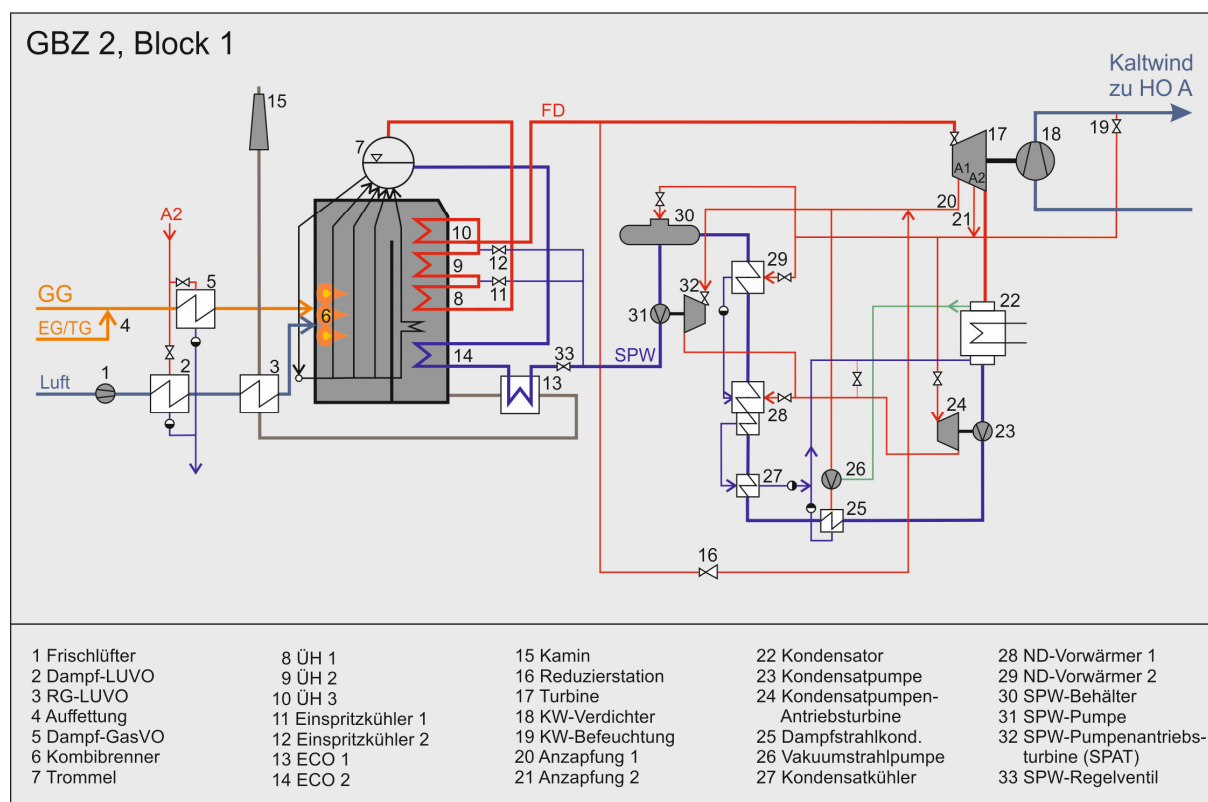 GBZ 2, Block 1
Kaltwind
zu HO A
15
FD
17
18
19
7
A1
A2
A2
20
21
30
10
12
9
11
8
29
5
GG
EG/TG
4
6
32
31
22
SPW
33
14
Luft
1
2
3
13
28
24
23
27
26
25
16
1 Frischlüfter
2 Dampf-LUVO
3 RG-LUVO
4 Auffettung
5 Dampf-GasVO
6 Kombibrenner
7 Trommel
8 ÜH 1
9 ÜH 2
10 ÜH 3
11 Einspritzkühler 1
12 Einspritzkühler 2
13 ECO 1
14 ECO 2
15 Kamin
16 Reduzierstation
17 Turbine
18 KW-Verdichter
19 KW-Befeuchtung
20 Anzapfung 1
21 Anzapfung 2
22 Kondensator
23 Kondensatpumpe
24 Kondensatpumpen-
Antriebsturbine
25 Dampfstrahlkond.
26 Vakuumstrahlpumpe
27 Kondensatkühler
28 ND-Vorwärmer 1
29 ND-Vorwärmer 2
30 SPW-Behälter
31 SPW-Pumpe
32 SPW-Pumpenantriebs-
turbine (SPAT)
33 SPW-Regelventil